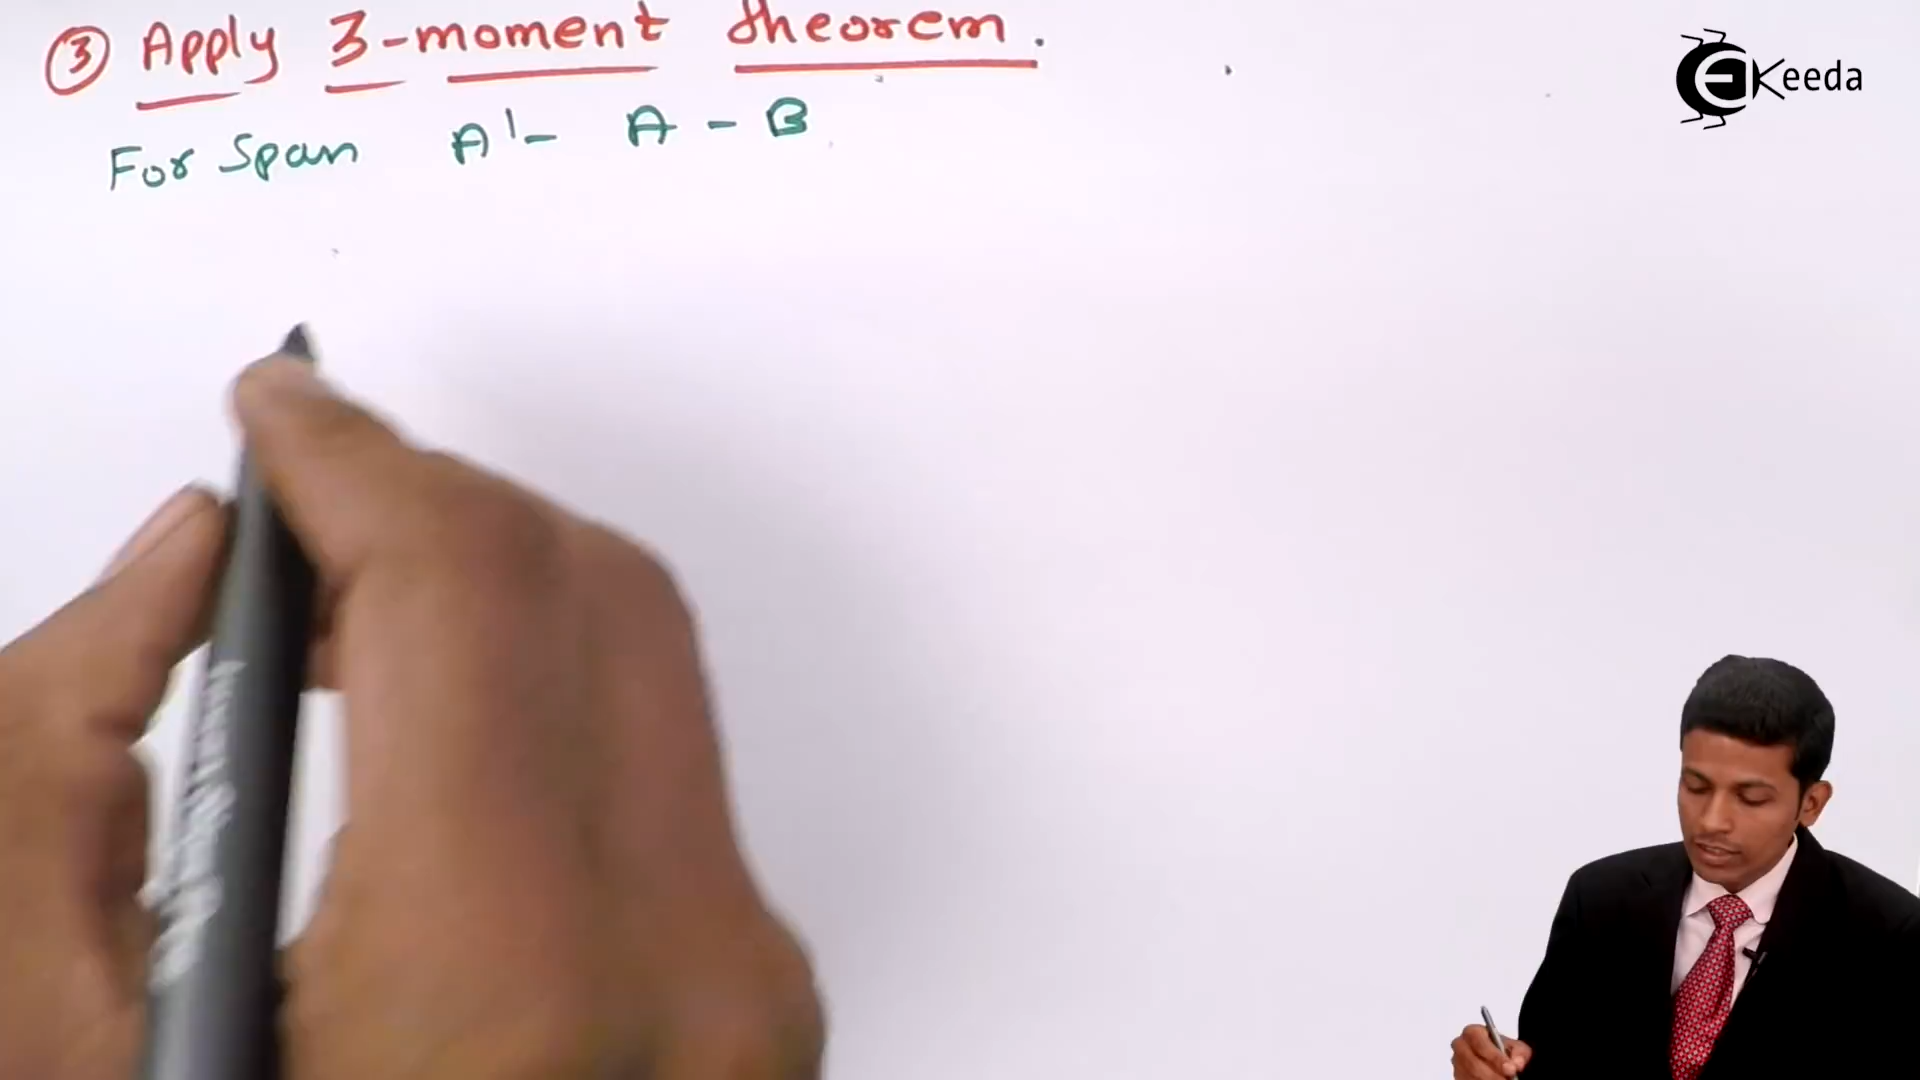 ③ Apply 3-moment theorem.
For Span A'- A - B
Keeda